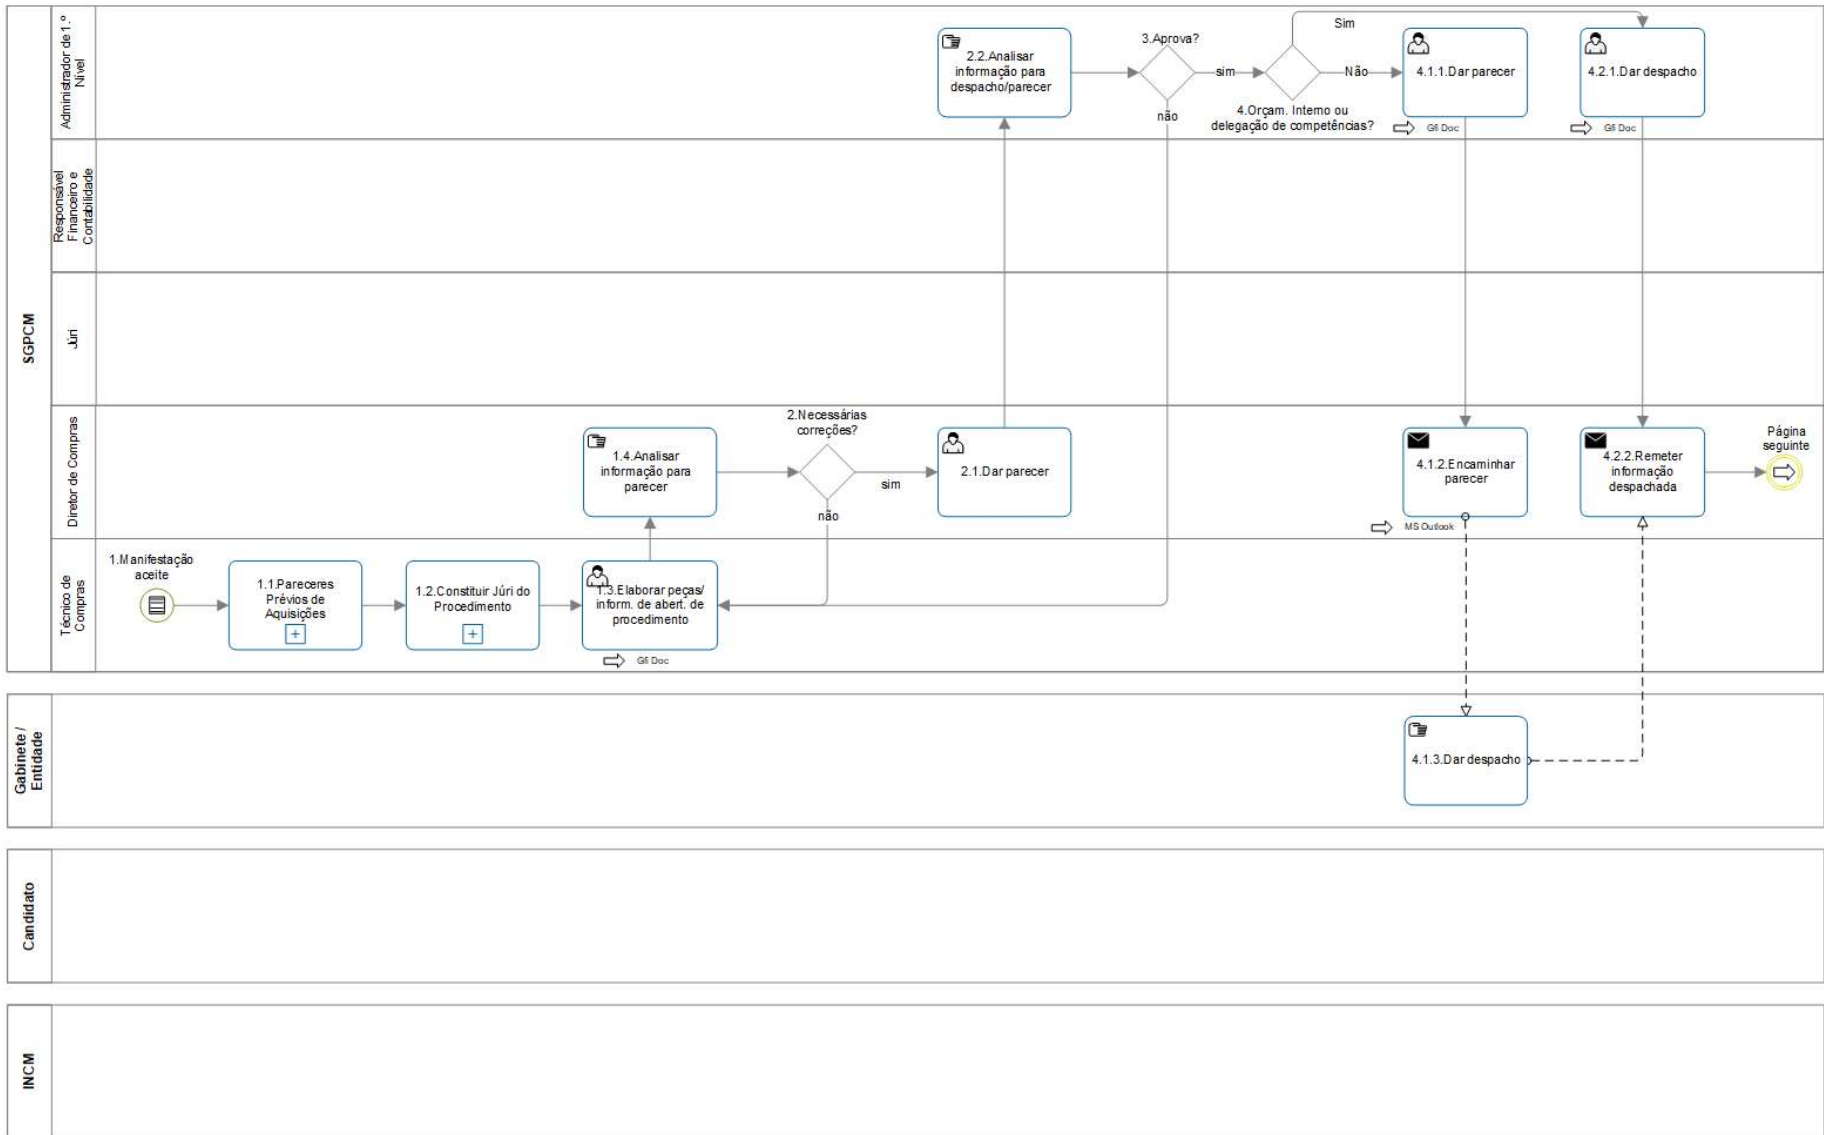 SGPCM
Administrador de 1.º
Nível
2.2.Analisar
informação para
despacho/parecer
3.Aprova?
sim
não
4.Orçam. Interno ou
delegação de competências?
Sim
Não
4.1.1.Dar parecer
Gfi Doc
4.2.1.Dar despacho
Gfi Doc
Responsável
Financeiro e
Contabilidade
Júri
Diretor de Compras
1.4.Analisar
informação para
parecer
2.Necessárias
correções?
sim
não
2.1.Dar parecer
4.1.2.Encaminhar
parecer
MS Outlook
4.2.2.Remeter
informação
despachada
Página
seguinte
Técnico de
Compras
1.Manifestação
aceite
1.1.Pareceres
Prévios de
Aquisições
1.2.Constituir Júri do
Procedimento
1.3.Elaborar peças/
inform. de abert. de
procedimento
Gfi Doc
Gabinete /
Entidade
4.1.3.Dar despacho
Candidato
INCM